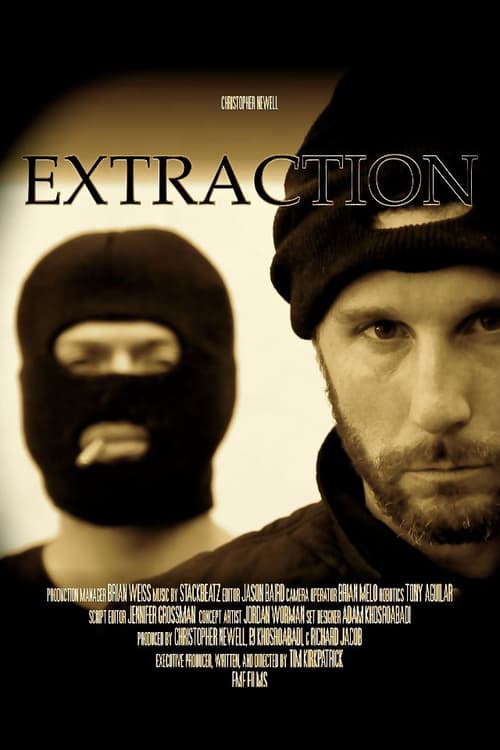 CHRISTOPHER NEWELL
EXTRACTION
PRODUCTION MANAGER BRIAN WEISS MUSIC BY STACKBEATZ EDITOR JASON BAIRD CAMERA OPERATOR BRIAN MELO ROBOTICS TONY AGUILAR
SCRIPT EDITOR JENNIFER GROSSMAN CONCEPT ARTIST JORDAN WORMAN SET DESIGNER ADAM KHOSROABADI
PRODUCED BY CHRISTOPHER NEWELL, PJ KHOSROABADI, & RICHARD JACOB
EXECUTIVE PRODUCER, WRITTEN, AND DIRECTED BY TIM KIRKPATRICK
FMF FILMS